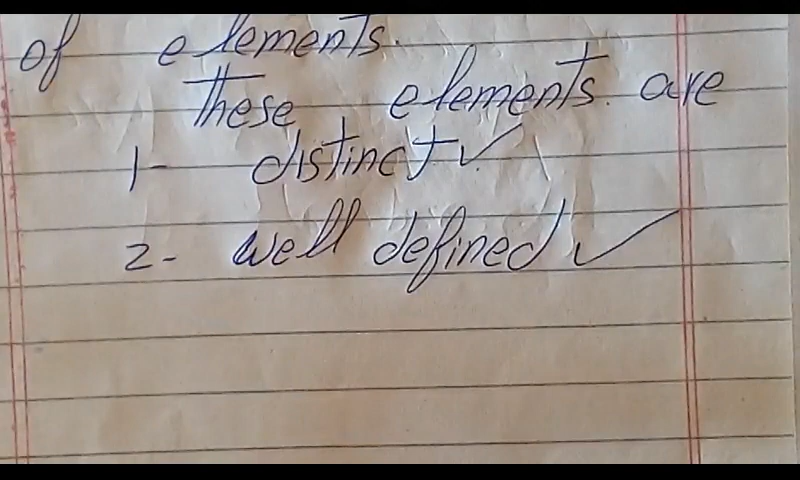 of elements.
These elements. are
1- distinct ✓
2- well defined ✓